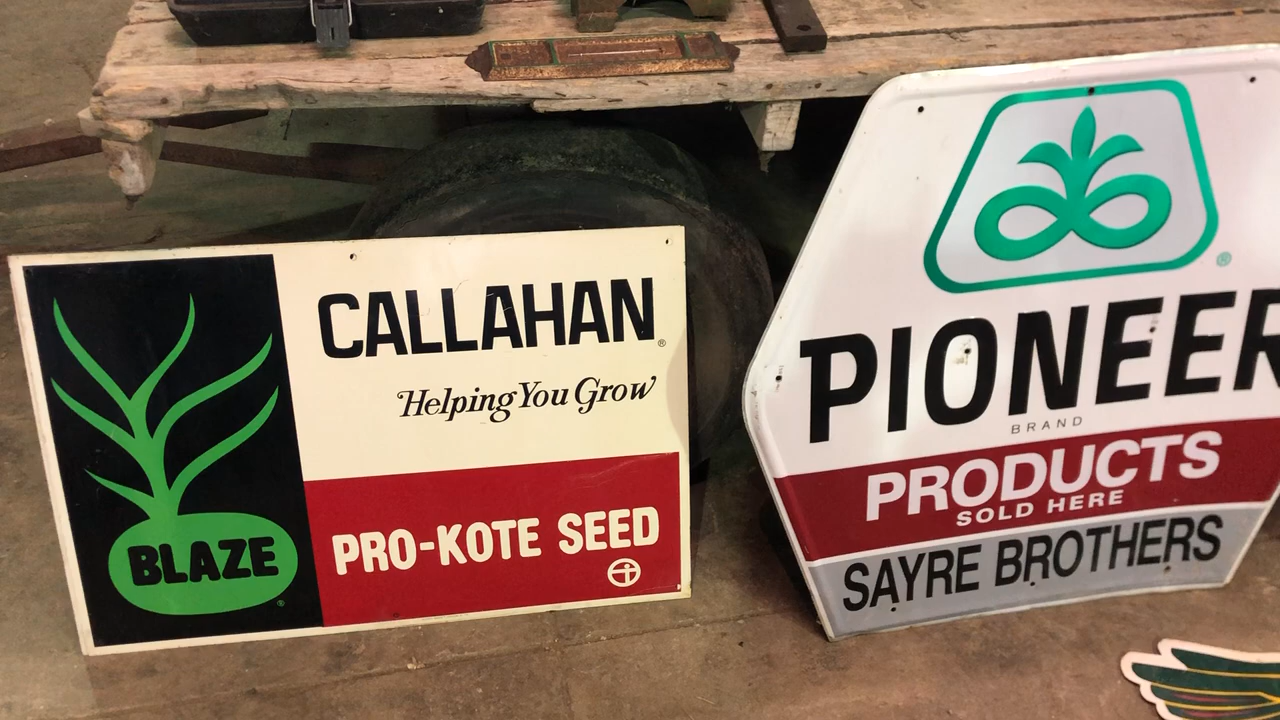 CALLAHAN ®
Helping You Grow
BLAZE ®
PRO-KOTE SEED
®
PIONEER
BRAND
PRODUCTS
SOLD HERE
SAYRE BROTHERS